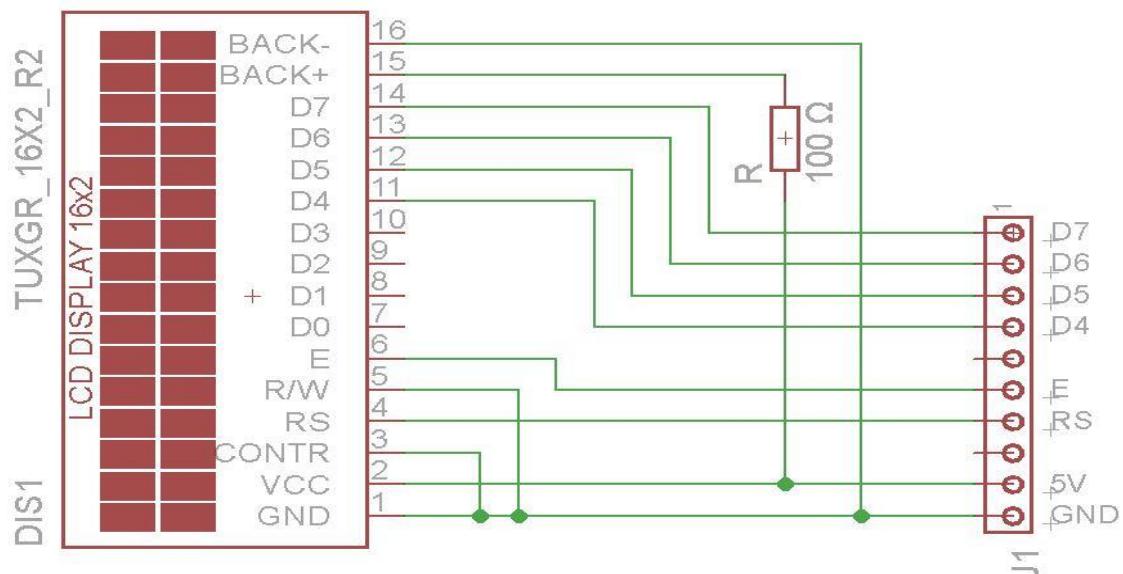 TUXGR_16X2_R2
LCD DISPLAY 16x2
DIS1
BACK- 16
BACK+ 15
D7 14
D6 13
D5 12
D4 11
D3 10
D2 9
D1 8
D0 7
E 6
R/W 5
RS 4
CONTR 3
VCC 2
GND 1
R
100 Ω
1
D7
D6
D5
D4
E
RS
5V
GND
J1